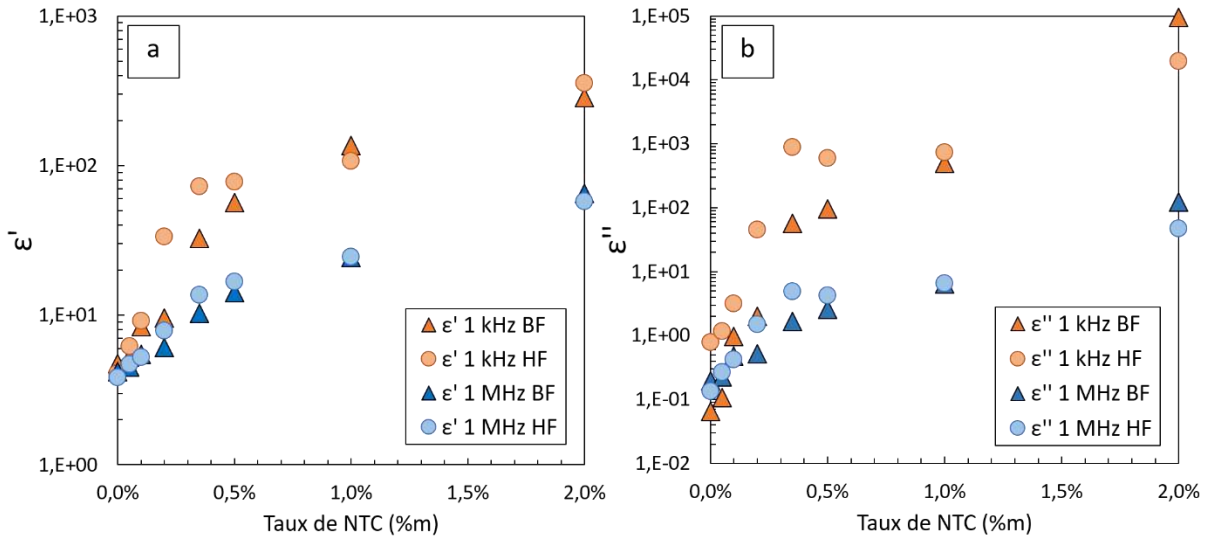 a
1,E+03
1,E+02
1,E+01
1,E+00
ε'
0,0%
0,5%
1,0%
1,5%
2,0%
Taux de NTC (%m)
ε' 1 kHz BF
ε' 1 kHz HF
ε' 1 MHz BF
ε' 1 MHz HF
b
1,E+05
1,E+04
1,E+03
1,E+02
1,E+01
1,E+00
1,E-01
1,E-02
ε''
0,0%
0,5%
1,0%
1,5%
2,0%
Taux de NTC (%m)
ε'' 1 kHz BF
ε'' 1 kHz HF
ε'' 1 MHz BF
ε'' 1 MHz HF